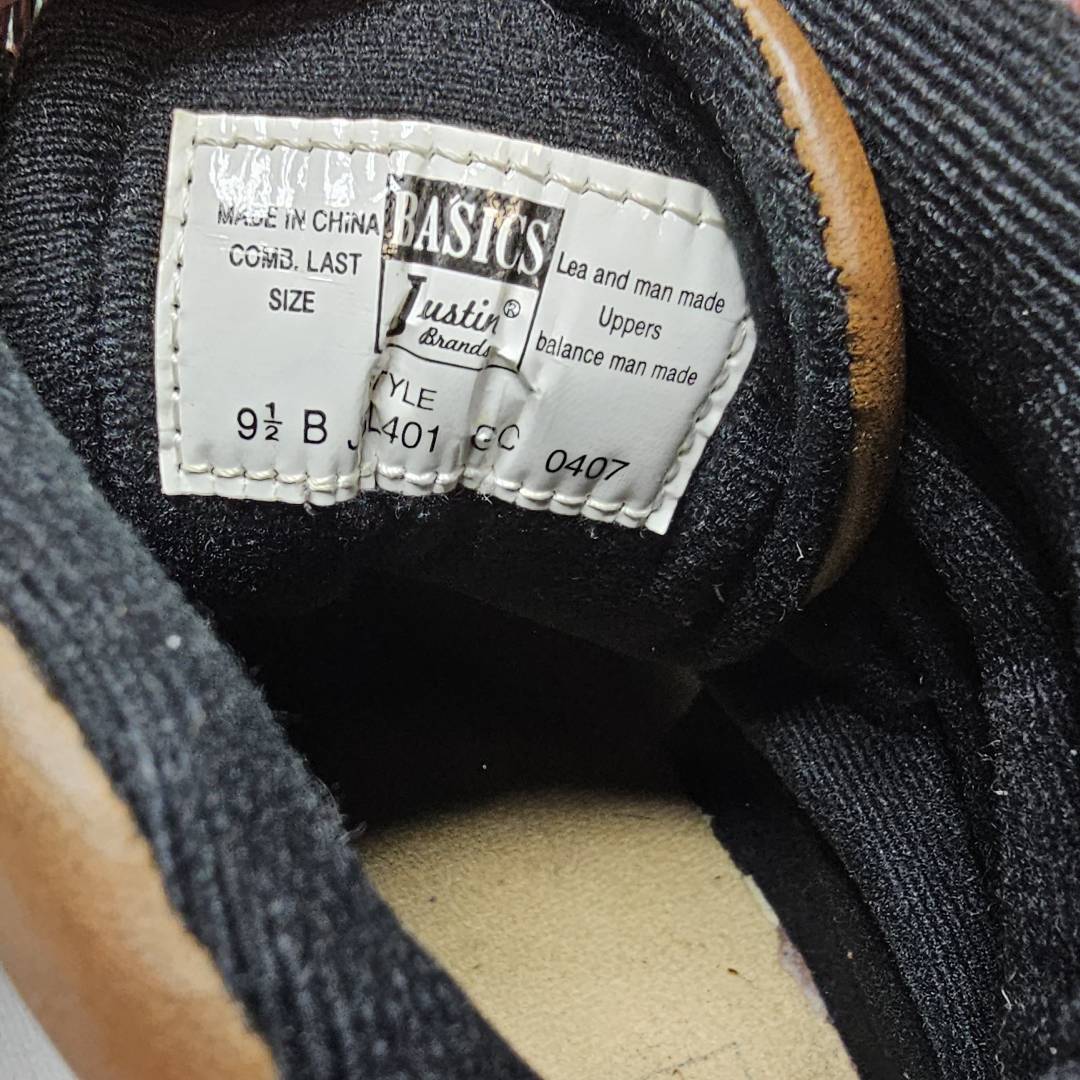 MADE IN CHINA
COMB. LAST
SIZE
9½ B
BASICS
Justin®
Brands
TYLE
L401
Lea and man made
Uppers
balance man made
0407